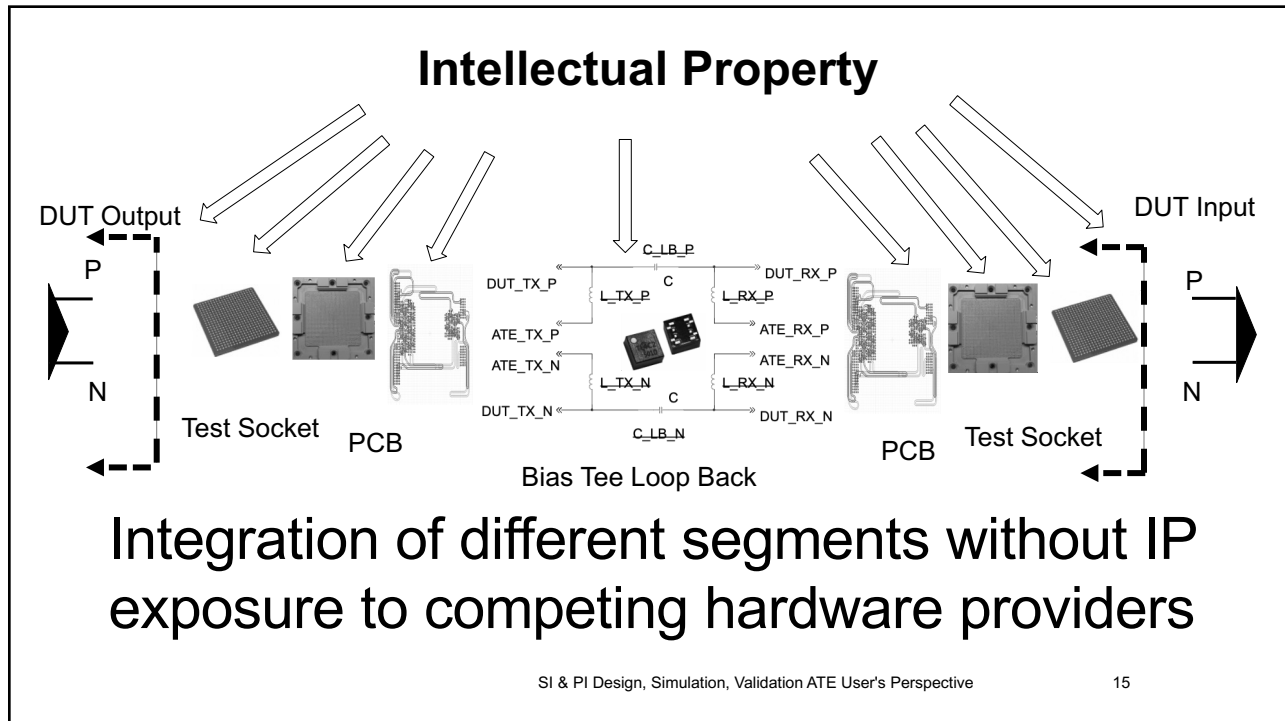 Intellectual Property
DUT Output
DUT Input
P
N
P
N
C_LB_P
C
DUT_TX_P
DUT_RX_P
L_TX_P
L_RX_P
ATE_TX_P
ATE_RX_P
ATE_TX_N
ATE_RX_N
L_TX_N
L_RX_N
C
DUT_TX_N
DUT_RX_N
C_LB_N
Test Socket
PCB
Bias Tee Loop Back
PCB
Test Socket
Integration of different segments without IP
exposure to competing hardware providers
SI & PI Design, Simulation, Validation ATE User's Perspective
15